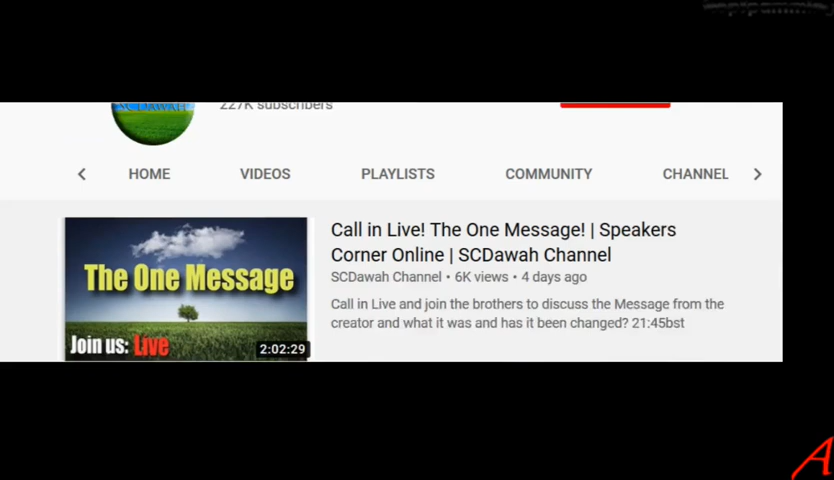 SCDAWAH
227K subscribers
HOME VIDEOS PLAYLISTS COMMUNITY CHANNEL
The One Message
Join us: Live
2:02:29
Call in Live! The One Message! | Speakers
Corner Online | SCDawah Channel
SCDawah Channel • 6K views • 4 days ago
Call in Live and join the brothers to discuss the Message from the
creator and what it was and has it been changed? 21:45bst
A